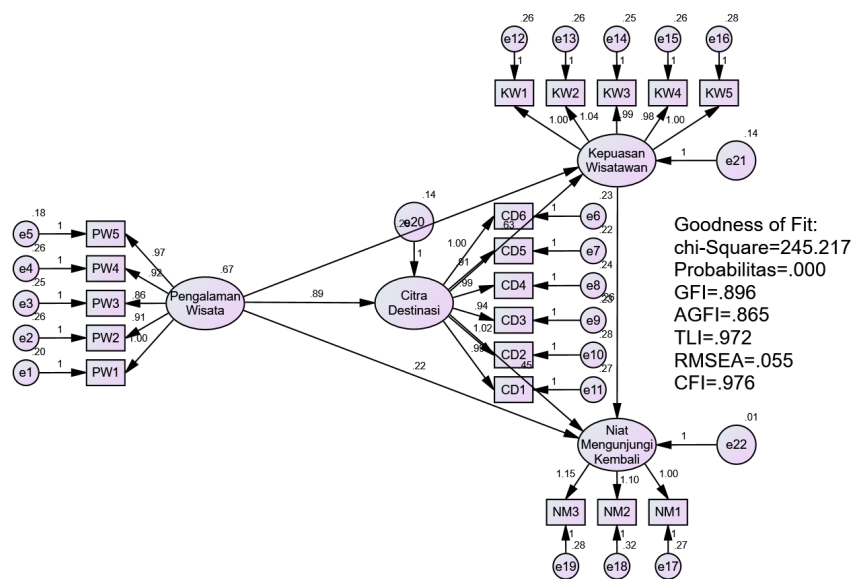 .26 .26 .25 .26 .28
e12 e13 e14 e15 e16
1 1 1 1 1
KW1 KW2 KW3 KW4 KW5
1.00 1.04 .99 .98 1.00
Kepuasan
Wisatawan
1
e21
.14
.14
e20
1
.63
.18
e5
1
PW5
.97
.26
e4
1
PW4
.92
.25
e3
1
PW3
.86
.26
e2
1
PW2
.91
.20
e1
1
PW1
1.00
.67
Pengalaman
Wisata
.89
.22
Citra
Destinasi
1.00
CD6
1
e6
.23
.91
CD5
1
e7
.22
.99
CD4
1
e8
.24
.94
CD3
1
e9
1.02
CD2
1
e10
.28
CD1
1
e11
.27
.45
Goodness of Fit:
chi-Square=245.217
Probabilitas=.000
GFI=.896
AGFI=.865
TLI=.972
RMSEA=.055
CFI=.976
Niat
Mengunjungi
Kembali
1
e22
.01
1.15 1.10 1.00
NM3 NM2 NM1
1 1 1
.28 .32 .27
e19 e18 e17